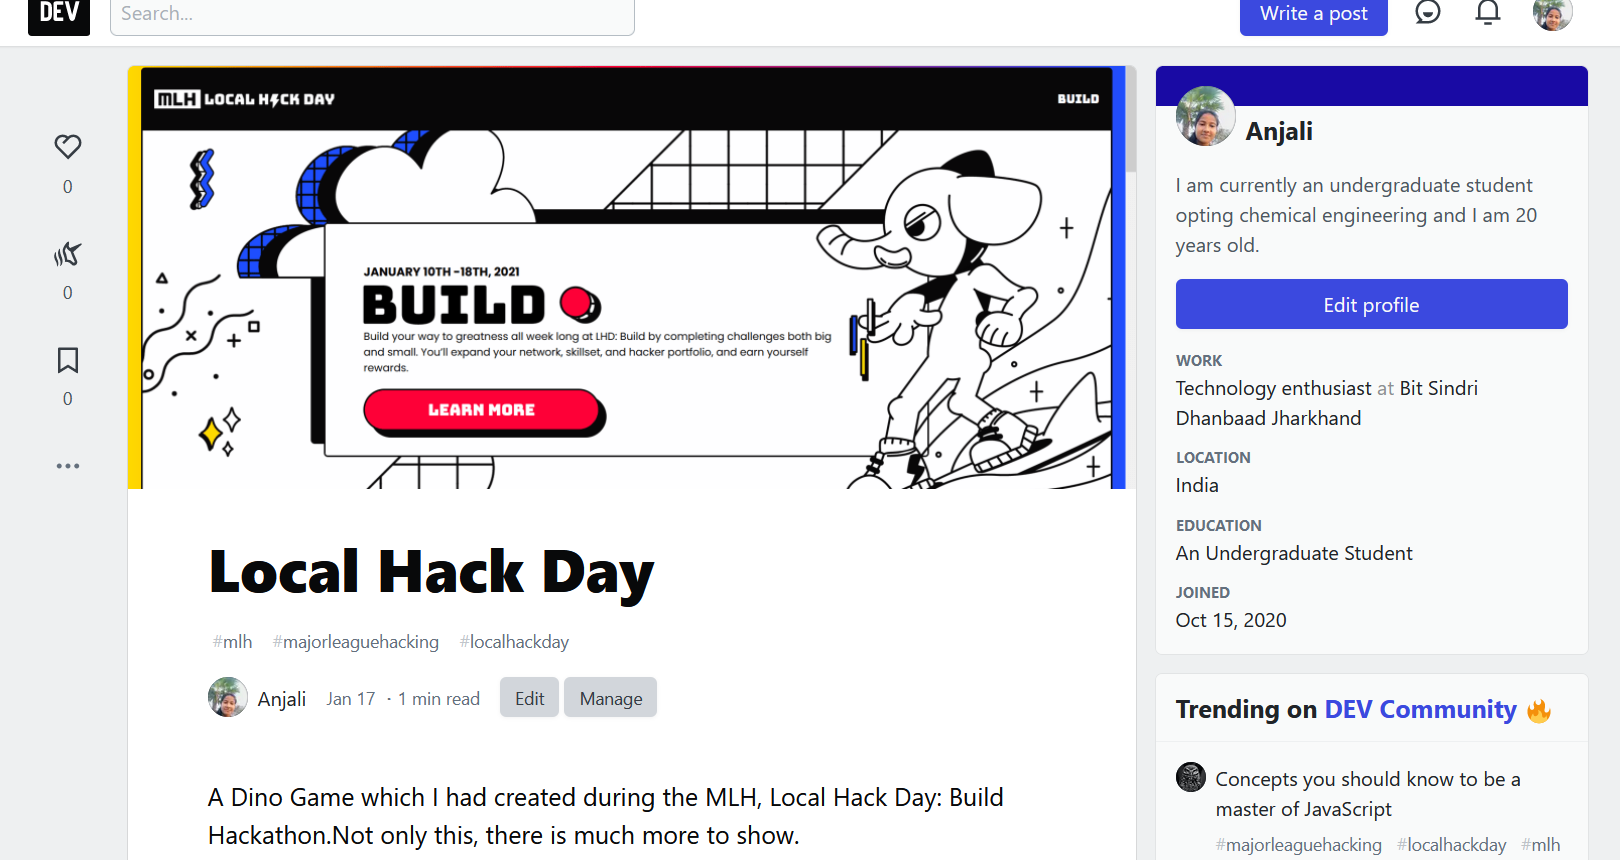 DEV
Search...
Write a post
MLH LOCAL HACK DAY
BUILD
JANUARY 10TH -18TH, 2021
BUILD
Build your way to greatness all week long at LHD: Build by completing challenges both big
and small. You'll expand your network, skillset, and hacker portfolio, and earn yourself
rewards.
LEARN MORE
0
0
0
Local Hack Day
#mlh #majorleaguehacking #localhackday
Anjali Jan 17 · 1 min read Edit Manage
A Dino Game which I had created during the MLH, Local Hack Day: Build
Hackathon.Not only this, there is much more to show.
Anjali
I am currently an undergraduate student
opting chemical engineering and I am 20
years old.
Edit profile
WORK
Technology enthusiast at Bit Sindri
Dhanbaad Jharkhand
LOCATION
India
EDUCATION
An Undergraduate Student
JOINED
Oct 15, 2020
Trending on DEV Community 🔥
Concepts you should know to be a
master of JavaScript
#majorleaguehacking #localhackday #mlh